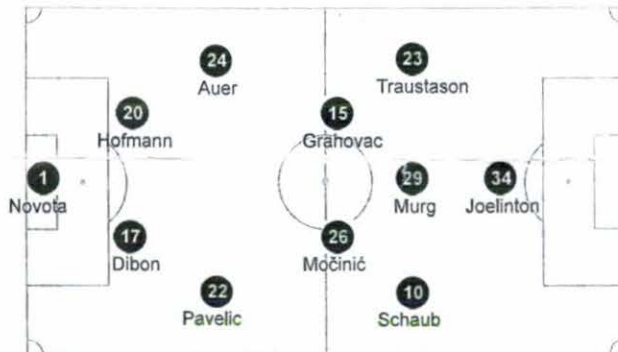 24
Auer
23
Traustason
20
Hofmann
15
Grahovac
1
Novota
29
Murg
34
Joelinton
17
Dibon
26
Močinić
22
Pavelic
10
Schaub